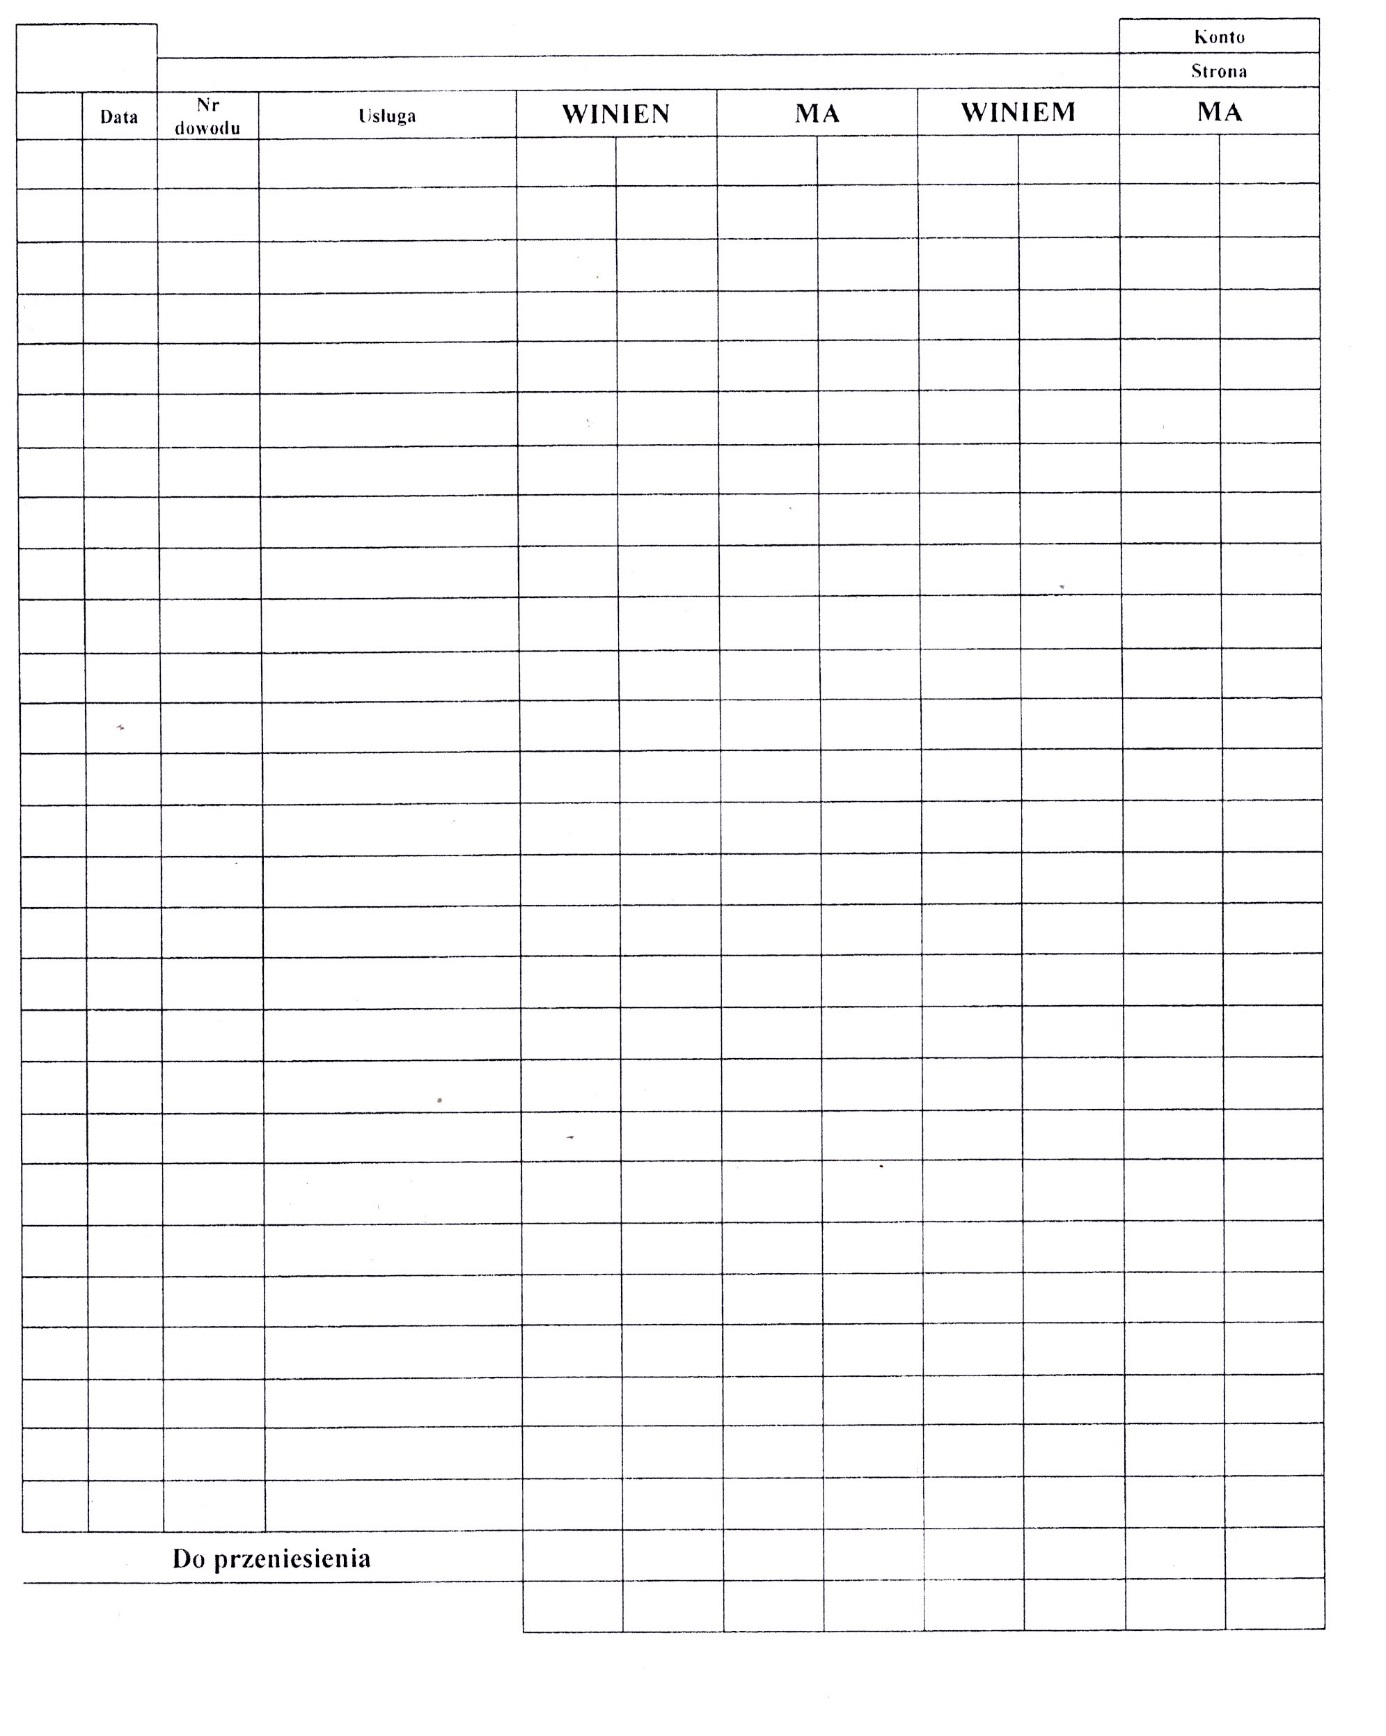 Konto
Strona
Data
Nr
dowodu
Usługa
WINIEN
MA
WINIEM
MA
Do przeniesienia